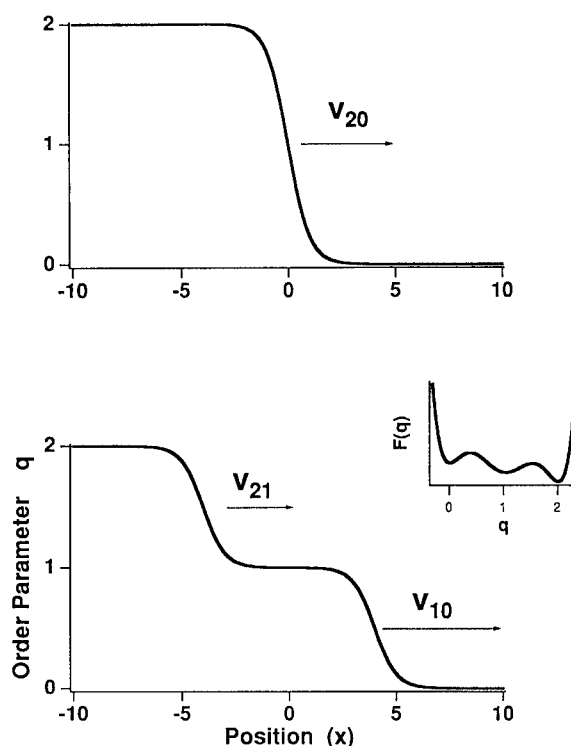 2
V20
1
0
-10 -5 0 5 10
F(q)
0 1 2
q
Order Parameter q
2
V21
1
V10
0
-10 -5 0 5 10
Position (x)